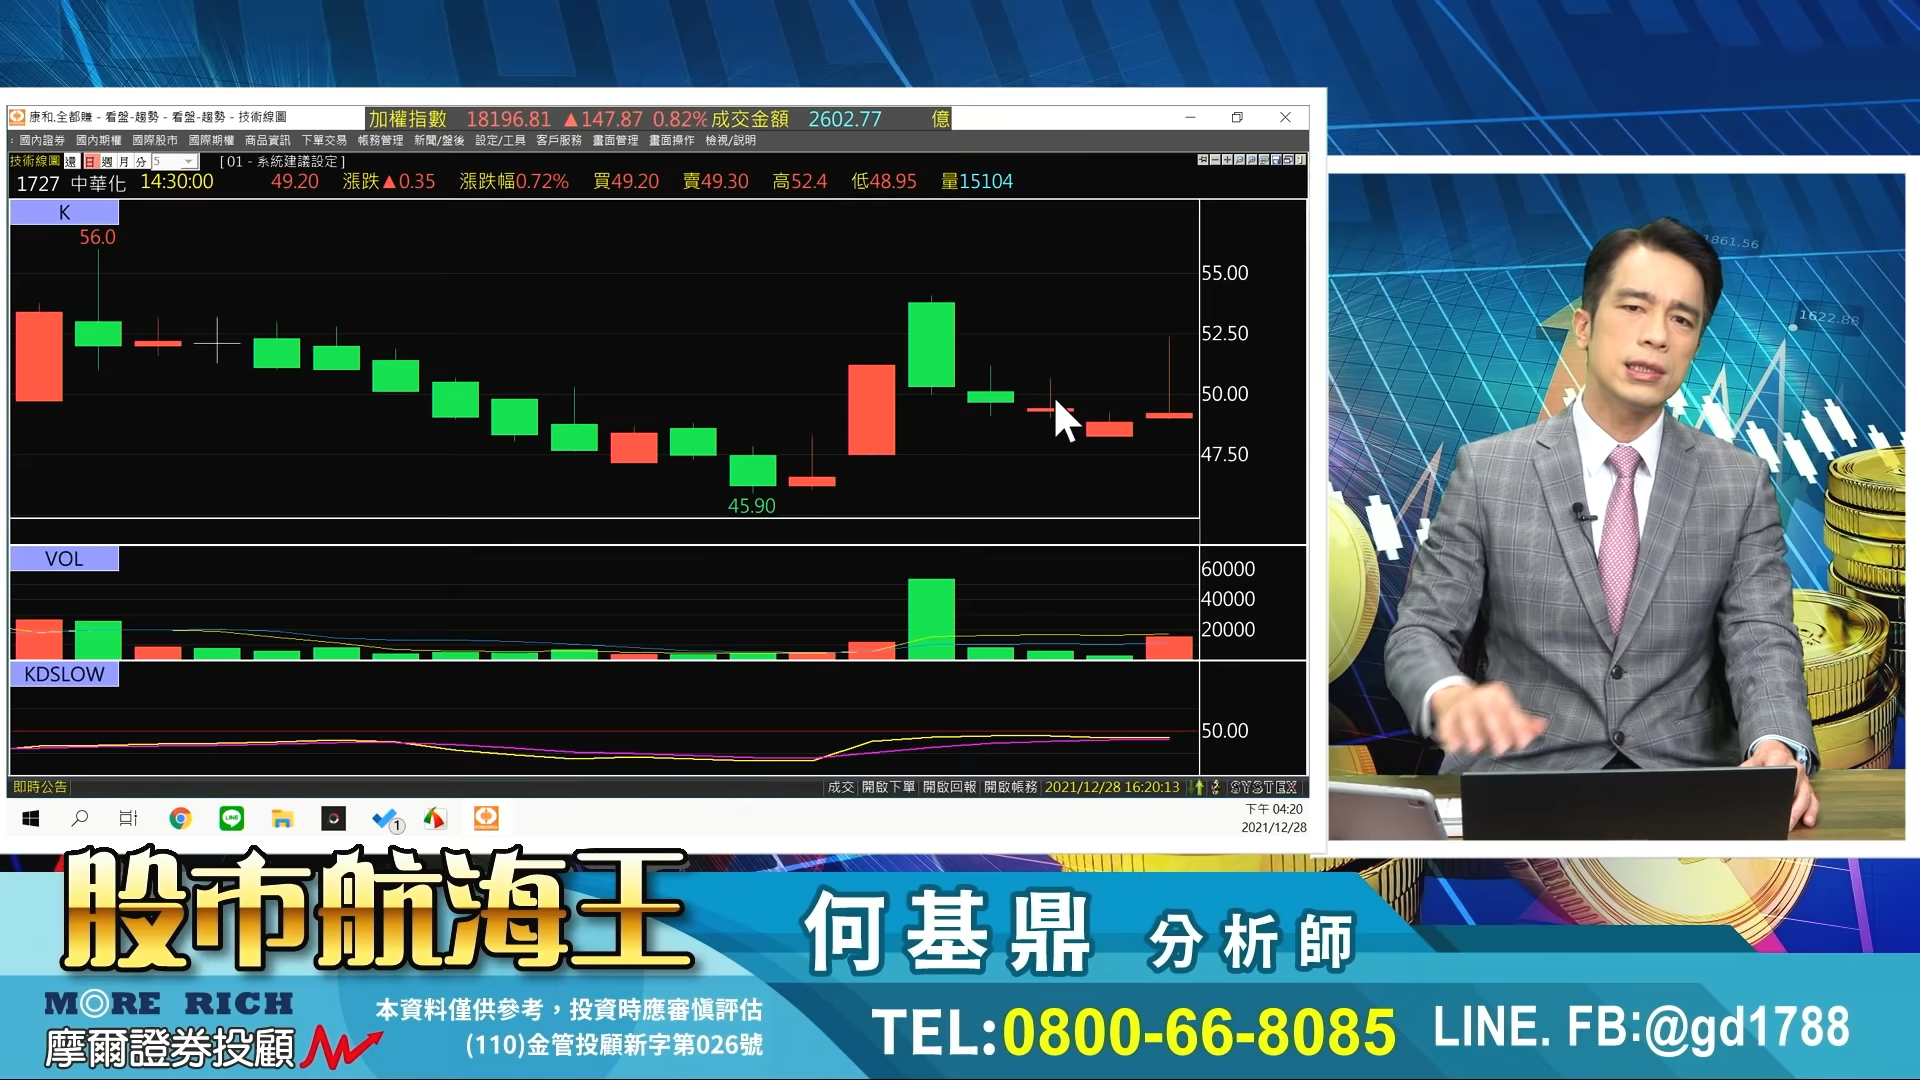 康和.全都賺 - 看盤-趨勢 - 看盤-趨勢 - 技術線圖
加權指數 18196.81 ▲147.87 0.82% 成交金額 2602.77 億
國內證券 國內期權 國際股市 國際期權 商品資訊 下單交易 帳務管理 新聞/盤後 設定/工具 客戶服務 畫面管理 畫面操作 檢視/說明
技術線圖 還 日 週 月 分 5 [ 01 - 系統建議設定 ]
1727 中華化 14:30:00 49.20 漲跌▲0.35 漲跌幅0.72% 買49.20 賣49.30 高52.4 低48.95 量15104
K
56.0
55.00
52.50
50.00
47.50
45.90
VOL
60000
40000
20000
KDSLOW
50.00
即時公告 成交 開啟下單 開啟回報 開啟帳務 2021/12/28 16:20:13 SYSTEX
1
下午 04:20
2021/12/28
1861.56
1622.88
股市航海王
何基鼎 分析師
MORE RICH
摩爾證券投顧
本資料僅供參考，投資時應審慎評估
(110)金管投顧新字第026號
TEL:0800-66-8085
LINE. FB:@gd1788